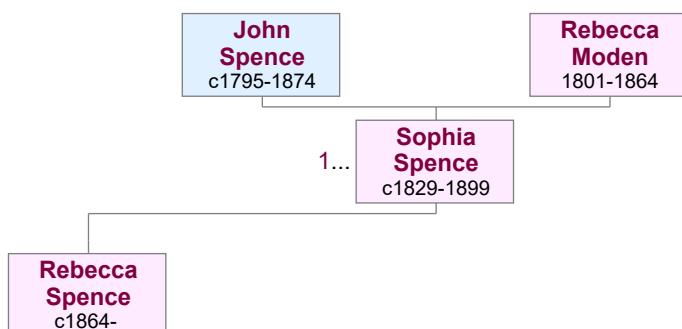 John
Spence
c1795-1874
Rebecca
Moden
1801-1864
1...
Sophia
Spence
c1829-1899
Rebecca
Spence
c1864-